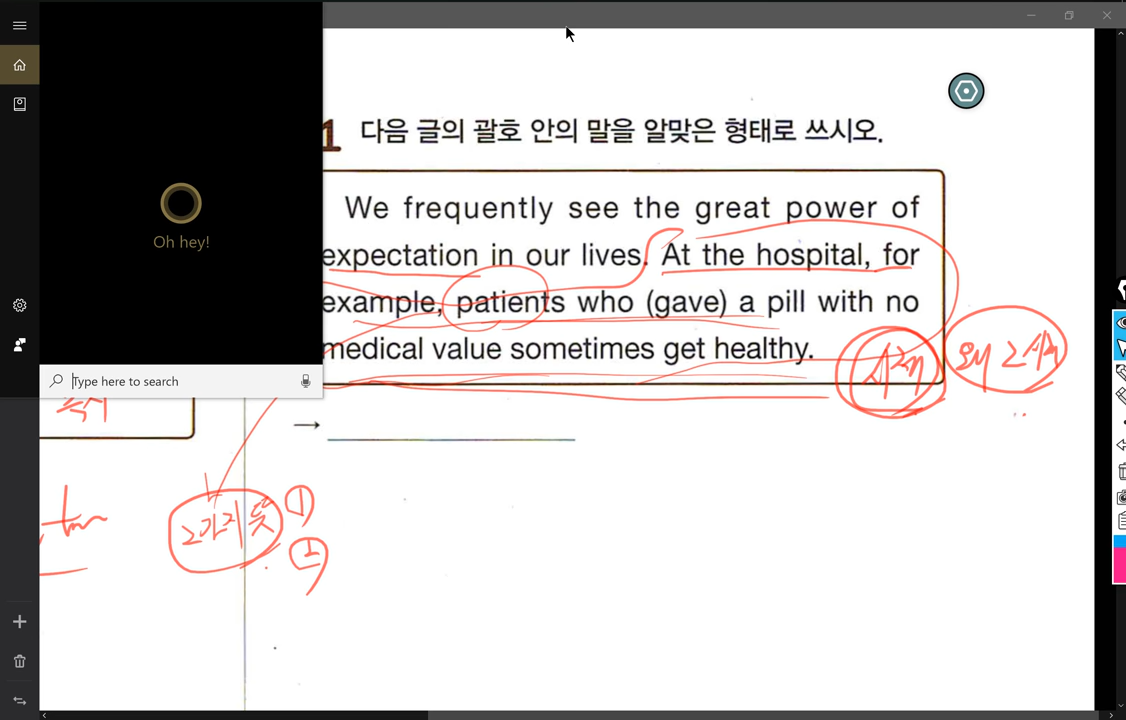 Oh hey!
Type here to search
1 다음 글의 괄호 안의 말을 알맞은 형태로 쓰시오.
We frequently see the great power of
expectation in our lives. At the hospital, for
example, patients who (gave) a pill with no
medical value sometimes get healthy.
시제
왜 그 시제
→
2가지 뜻 ①
②